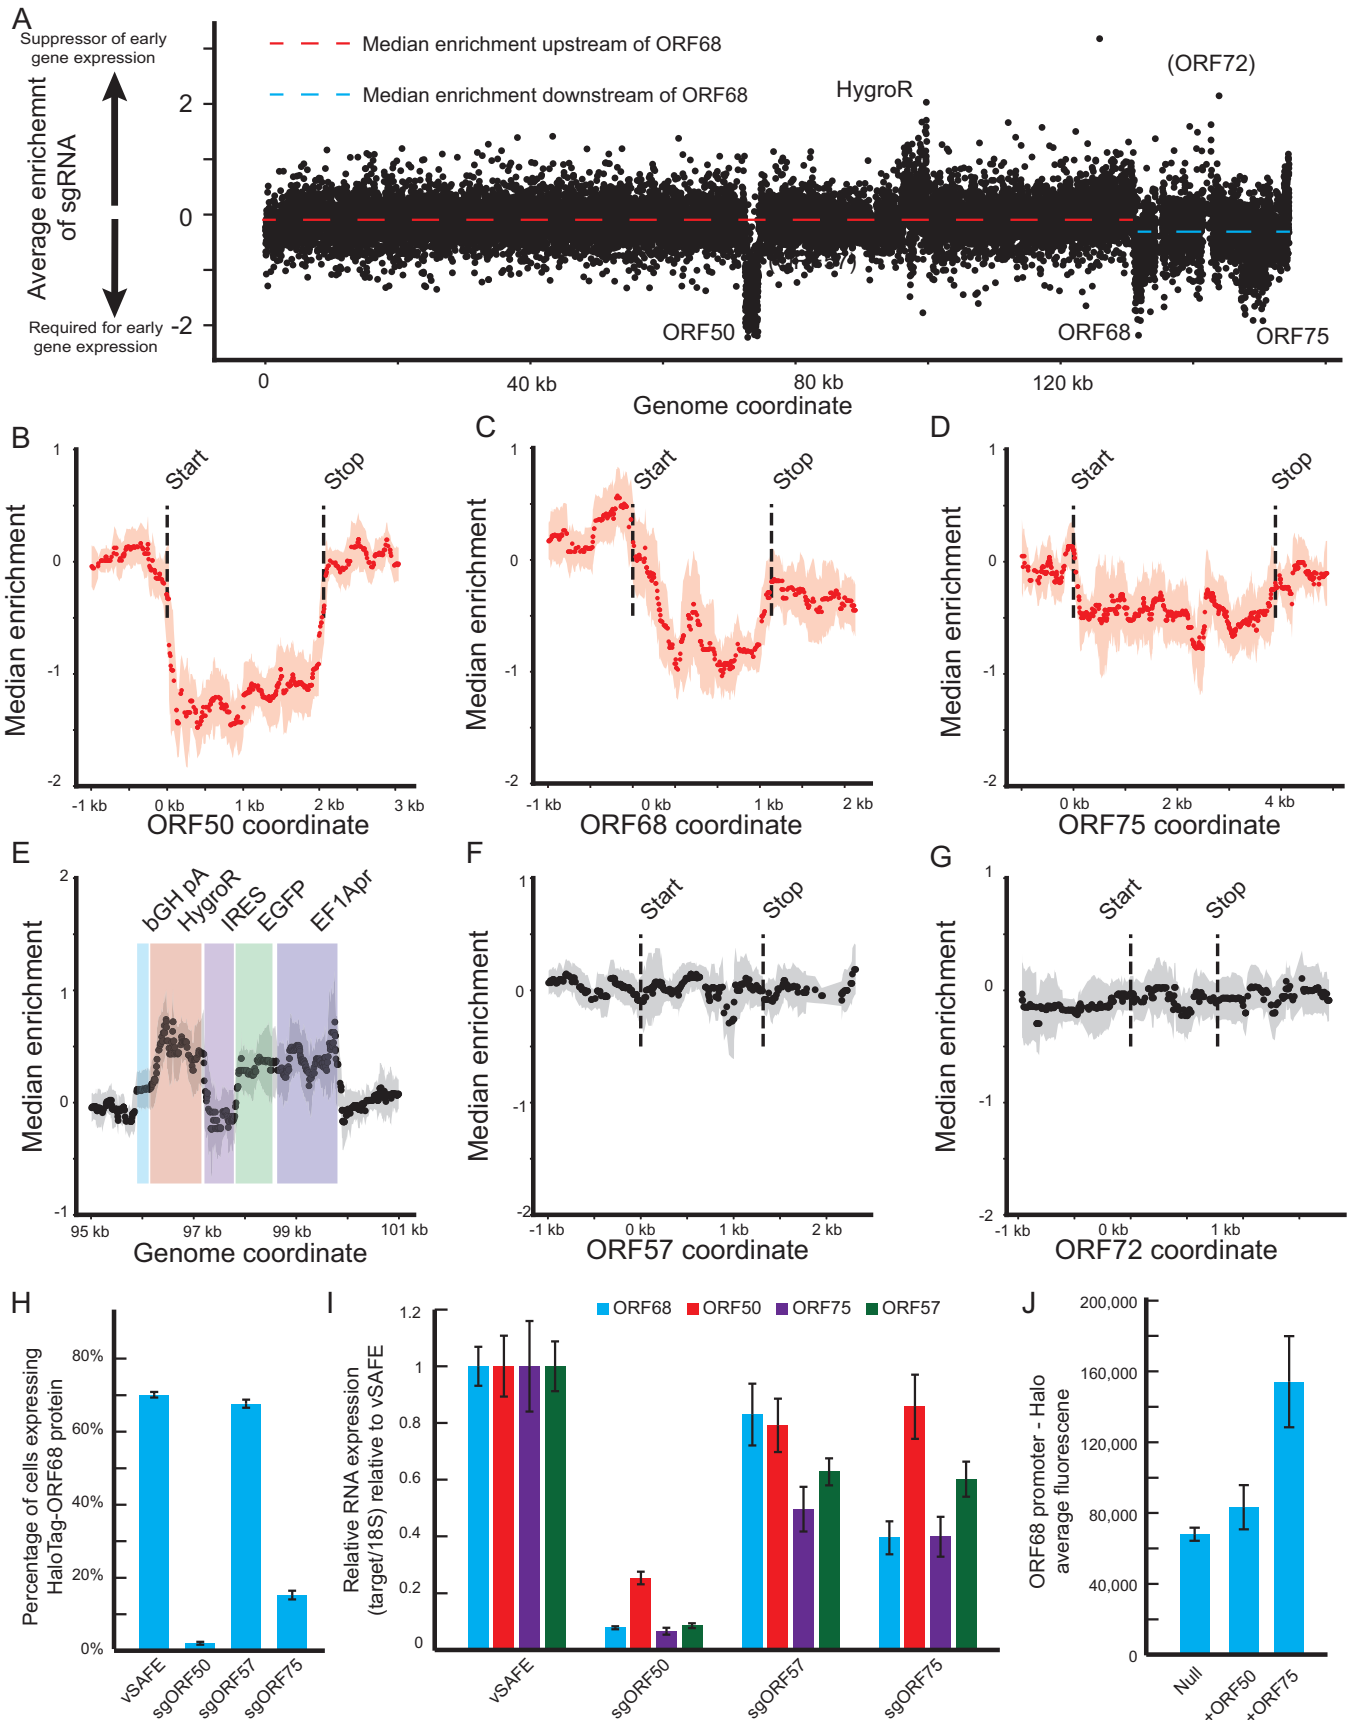 A
Suppressor of early
gene expression
Average enrichemnt
of sgRNA
Required for early
gene expression
Median enrichment upstream of ORF68
Median enrichment downstream of ORF68
HygroR
(ORF72)
ORF50
ORF68
ORF75
2
0
-2
0
40 kb
80 kb
120 kb
Genome coordinate
B
Median enrichment
1
0
-1
-2
Start
Stop
-1 kb
0 kb
1 kb
2 kb
3 kb
ORF50 coordinate
C
Median enrichment
1
0
-1
-2
Start
Stop
-1 kb
0 kb
1 kb
2 kb
ORF68 coordinate
D
Median enrichment
1
0
-1
-2
Start
Stop
0 kb
2 kb
4 kb
ORF75 coordinate
E
Median enrichment
2
1
0
-1
bGH pA
HygroR
IRES
EGFP
EF1Apr
95 kb
97 kb
99 kb
101 kb
Genome coordinate
F
Median enrichment
1
0
-1
-2
Start
Stop
-1 kb
0 kb
1 kb
2 kb
ORF57 coordinate
G
Median enrichment
1
0
-1
-2
Start
Stop
-1 kb
0 kb
1 kb
ORF72 coordinate
H
Percentage of cells expressing
HaloTag-ORF68 protein
80%
60%
40%
20%
0%
vSAFE
sgORF50
sgORF57
sgORF75
I
Relative RNA expression
(target/18S) relative to vSAFE
1.2
1
0.8
0.6
0.4
0.2
0
ORF68
ORF50
ORF75
ORF57
vSAFE
sgORF50
sgORF57
sgORF75
J
ORF68 promoter - Halo
average fluorescene
200,000
160,000
120,000
80,000
40,000
0
Null
+ORF50
+ORF75